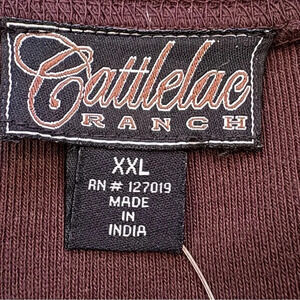 Cattlelac
RANCH
XXL
RN # 127019
MADE
IN
INDIA